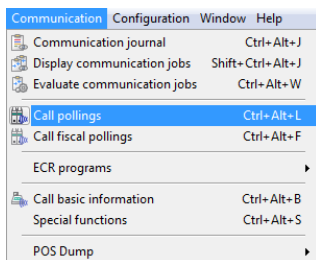 Communication Configuration Window Help
Communication journal Ctrl+Alt+J
Display communication jobs Shift+Ctrl+Alt+J
Evaluate communication jobs Ctrl+Alt+W
Call pollings Ctrl+Alt+L
Call fiscal pollings Ctrl+Alt+F
ECR programs
Call basic information Ctrl+Alt+B
Special functions Ctrl+Alt+S
POS Dump